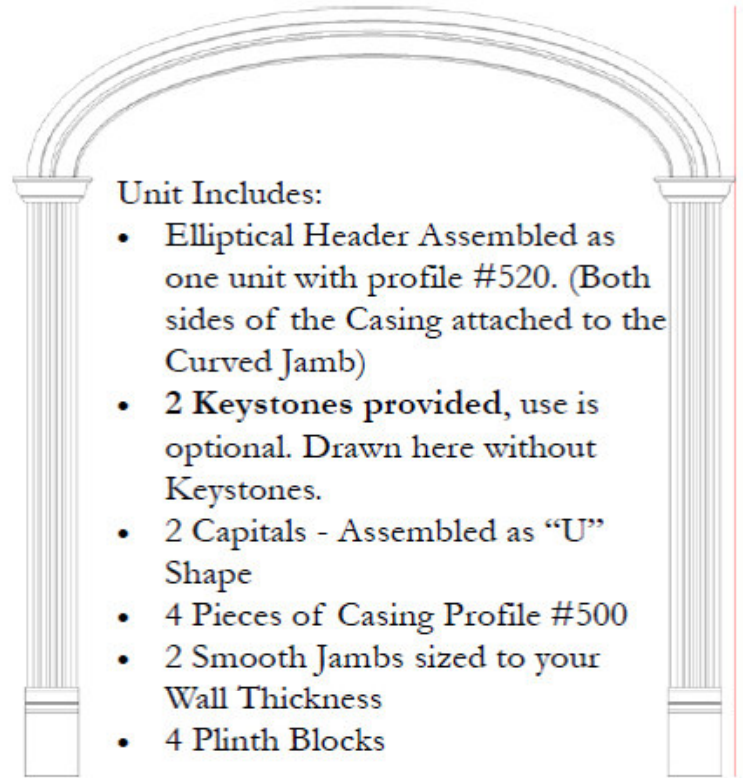 Unit Includes:
• Elliptical Header Assembled as
one unit with profile #520. (Both
sides of the Casing attached to the
Curved Jamb)
• 2 Keystones provided, use is
optional. Drawn here without
Keystones.
• 2 Capitals - Assembled as “U”
Shape
• 4 Pieces of Casing Profile #500
• 2 Smooth Jambs sized to your
Wall Thickness
• 4 Plinth Blocks